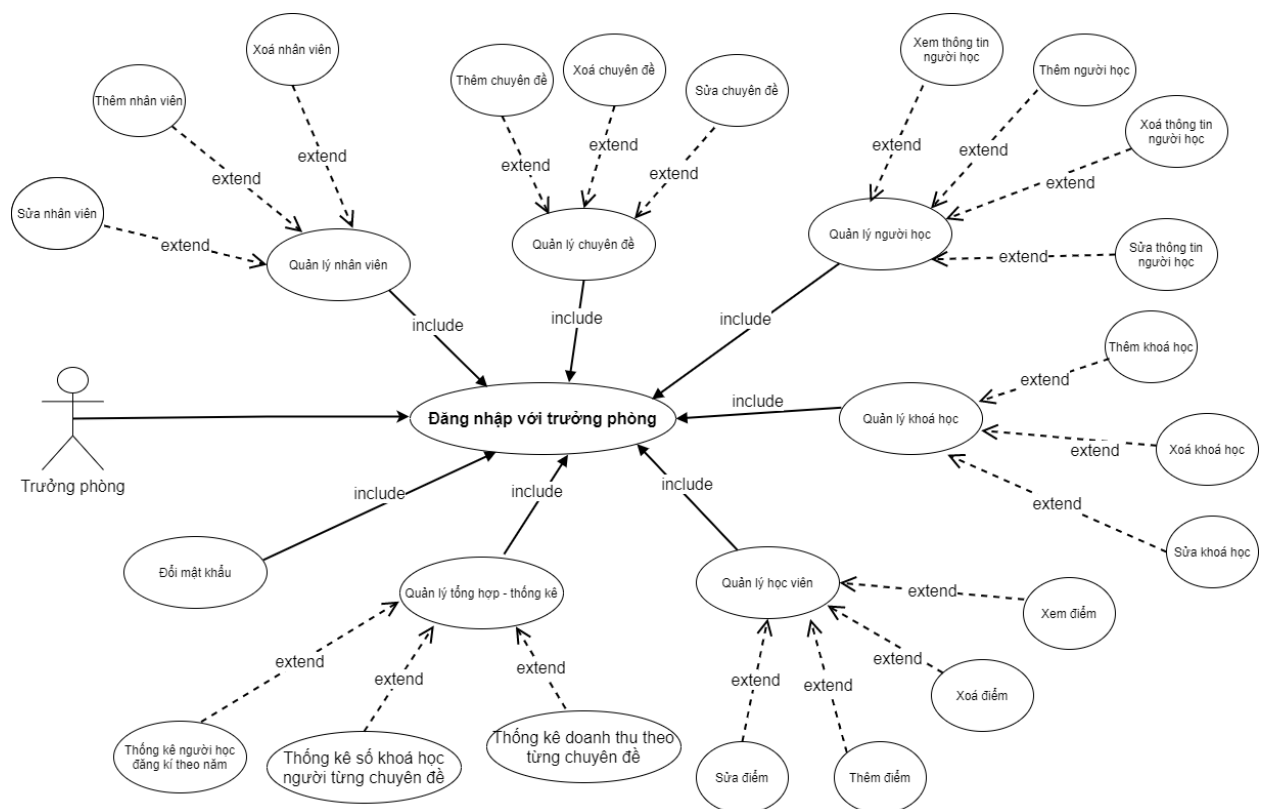 Xoá nhân viên
Thêm nhân viên
Sửa nhân viên
extend
extend
extend
Quản lý nhân viên
Thêm chuyên đề
Xoá chuyên đề
Sửa chuyên đề
extend
extend
extend
Quản lý chuyên đề
Xem thông tin
người học
Thêm người học
Xoá thông tin
người học
Sửa thông tin
người học
extend
extend
extend
extend
Quản lý người học
include
include
include
Trưởng phòng
Đăng nhập với trưởng phòng
include
Quản lý khoá học
extend
extend
extend
Thêm khoá học
Xoá khoá học
Sửa khoá học
include
include
include
Đổi mật khẩu
Quản lý tổng hợp - thống kê
extend
extend
extend
Thống kê người học
đăng kí theo năm
Thống kê số khoá học
người từng chuyên đề
Thống kê doanh thu theo
từng chuyên đề
Quản lý học viên
extend
extend
extend
extend
Xem điểm
Xoá điểm
Sửa điểm
Thêm điểm